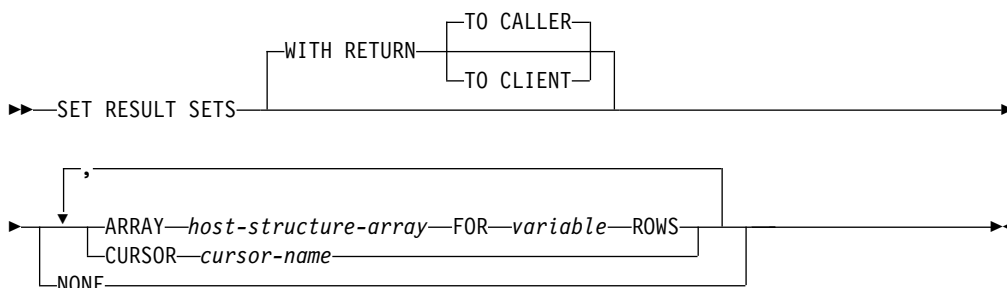 TO CALLER
WITH RETURN
TO CLIENT
SET RESULT SETS
,
ARRAY host-structure-array FOR variable ROWS
CURSOR cursor-name
NONE